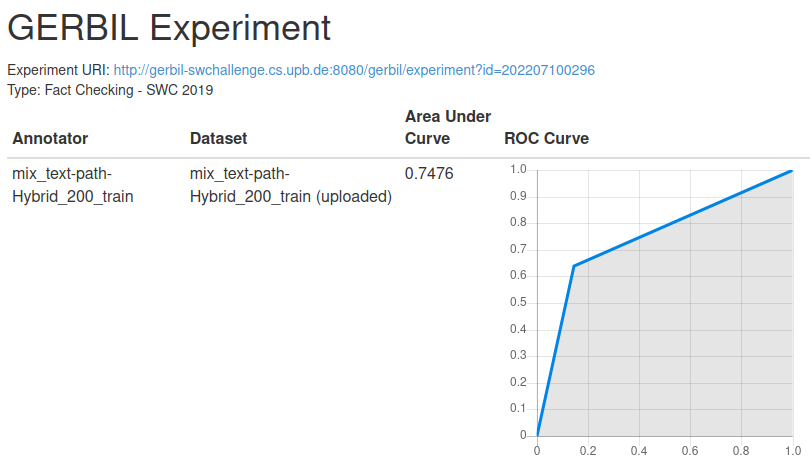 GERBIL Experiment
Experiment URI: http://gerbil-swchallenge.cs.upb.de:8080/gerbil/experiment?id=202207100296
Type: Fact Checking - SWC 2019
Area Under
Annotator Dataset Curve ROC Curve
mix_text-path- mix_text-path- 0.7476
Hybrid_200_train Hybrid_200_train (uploaded)
1.0
0.9
0.8
0.7
0.6
0.5
0.4
0.3
0.2
0.1
0
0 0.2 0.4 0.6 0.8 1.0